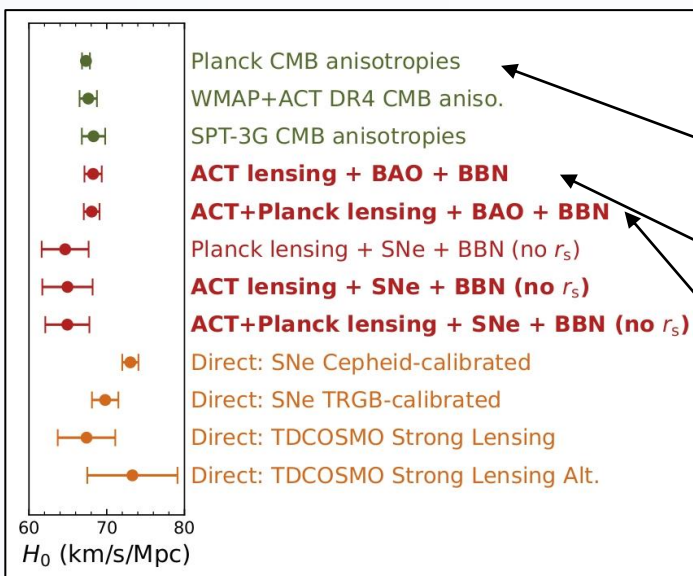 Planck CMB anisotropies
WMAP+ACT DR4 CMB aniso.
SPT-3G CMB anisotropies
ACT lensing + BAO + BBN
ACT+Planck lensing + BAO + BBN
Planck lensing + SNe + BBN (no rₛ)
ACT lensing + SNe + BBN (no rₛ)
ACT+Planck lensing + SNe + BBN (no rₛ)
Direct: SNe Cepheid-calibrated
Direct: SNe TRGB-calibrated
Direct: TDCOSMO Strong Lensing
Direct: TDCOSMO Strong Lensing Alt.
60 70 80
H₀ (km/s/Mpc)